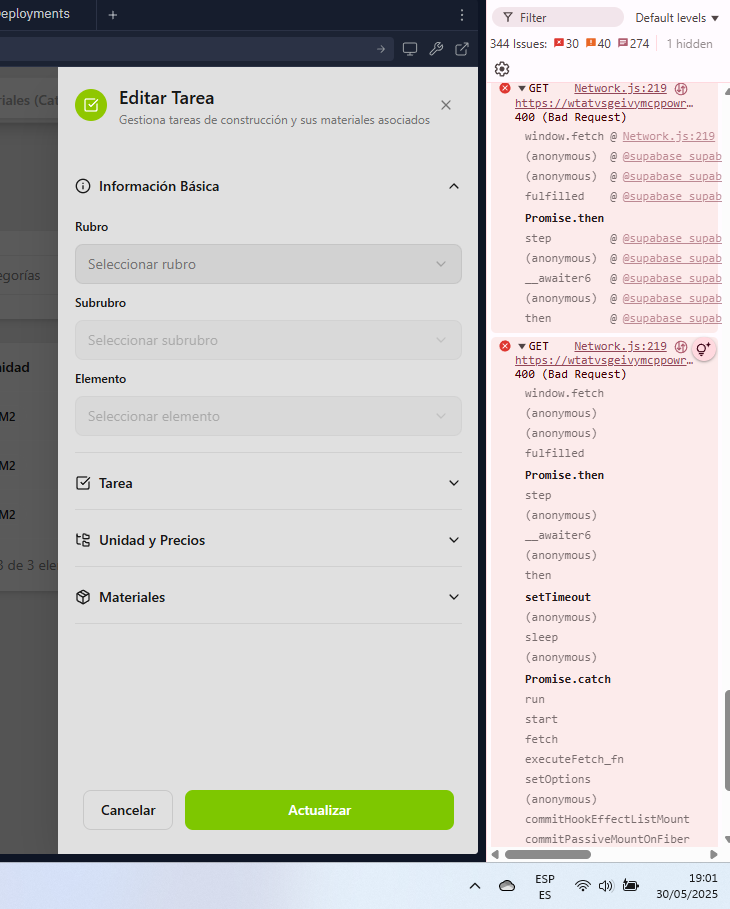 eployments
riales (Cat
egorías
nidad
M2
M2
M2
3 de 3 ele
Editar Tarea
Gestiona tareas de construcción y sus materiales asociados
Información Básica
Rubro
Seleccionar rubro
Subrubro
Seleccionar subrubro
Elemento
Seleccionar elemento
Tarea
Unidad y Precios
Materiales
Cancelar
Actualizar
Filter
Default levels
344 Issues: 30 40 274 1 hidden
GET Network.js:219
https://wtatvsgeivymcppowr…
400 (Bad Request)
window.fetch @ Network.js:219
(anonymous) @ @supabase_supab
(anonymous) @ @supabase_supab
fulfilled @ @supabase_supab
Promise.then
step @ @supabase_supab
(anonymous) @ @supabase_supab
__awaiter6 @ @supabase_supab
(anonymous) @ @supabase_supab
then @ @supabase_supab
GET Network.js:219
https://wtatvsgeivymcppowr…
400 (Bad Request)
window.fetch
(anonymous)
(anonymous)
fulfilled
Promise.then
step
(anonymous)
__awaiter6
(anonymous)
then
setTimeout
(anonymous)
sleep
(anonymous)
Promise.catch
run
start
fetch
executeFetch_fn
setOptions
(anonymous)
commitHookEffectListMount
commitPassiveMountOnFiber
ESP
ES
19:01
30/05/2025